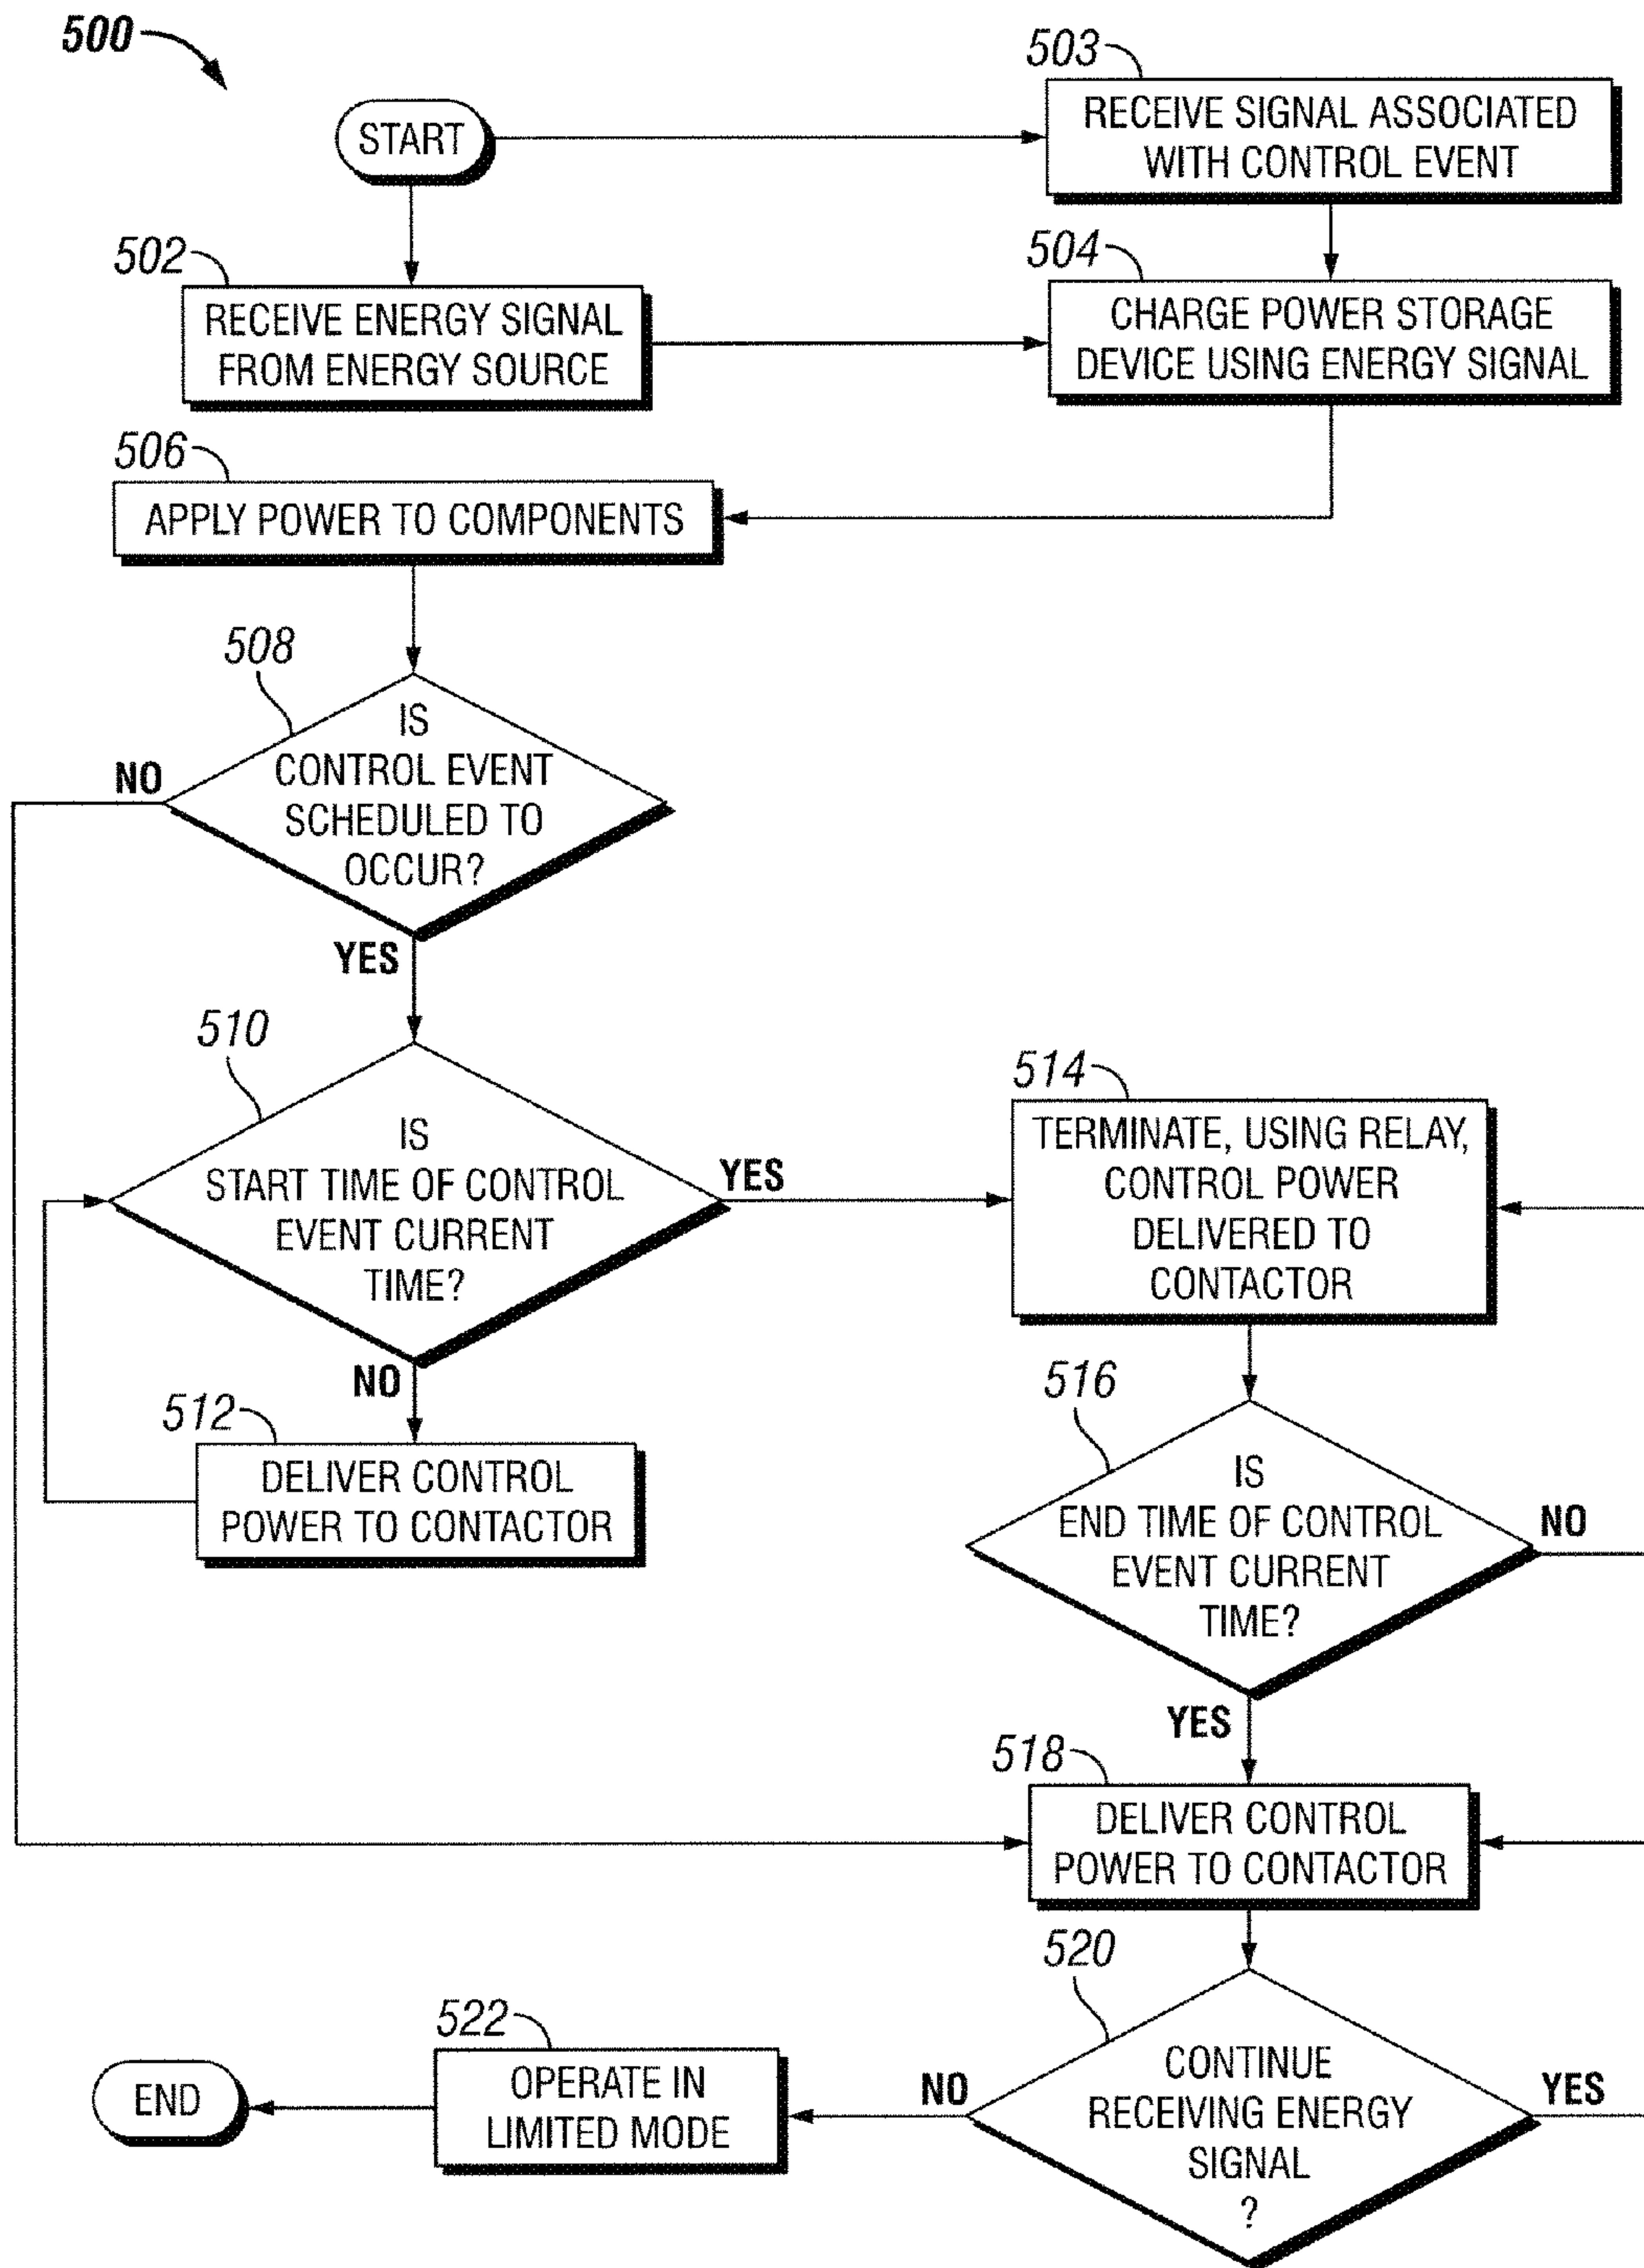 500
START
503
RECEIVE SIGNAL ASSOCIATED
WITH CONTROL EVENT
502
RECEIVE ENERGY SIGNAL
FROM ENERGY SOURCE
504
CHARGE POWER STORAGE
DEVICE USING ENERGY SIGNAL
506
APPLY POWER TO COMPONENTS
508
IS
CONTROL EVENT
SCHEDULED TO
OCCUR?
NO
YES
510
IS
START TIME OF CONTROL
EVENT CURRENT
TIME?
YES
NO
512
DELIVER CONTROL
POWER TO CONTACTOR
514
TERMINATE, USING RELAY,
CONTROL POWER
DELIVERED TO
CONTACTOR
516
IS
END TIME OF CONTROL
EVENT CURRENT
TIME?
NO
YES
518
DELIVER CONTROL
POWER TO CONTACTOR
520
CONTINUE
RECEIVING ENERGY
SIGNAL
?
NO
YES
522
OPERATE IN
LIMITED MODE
END